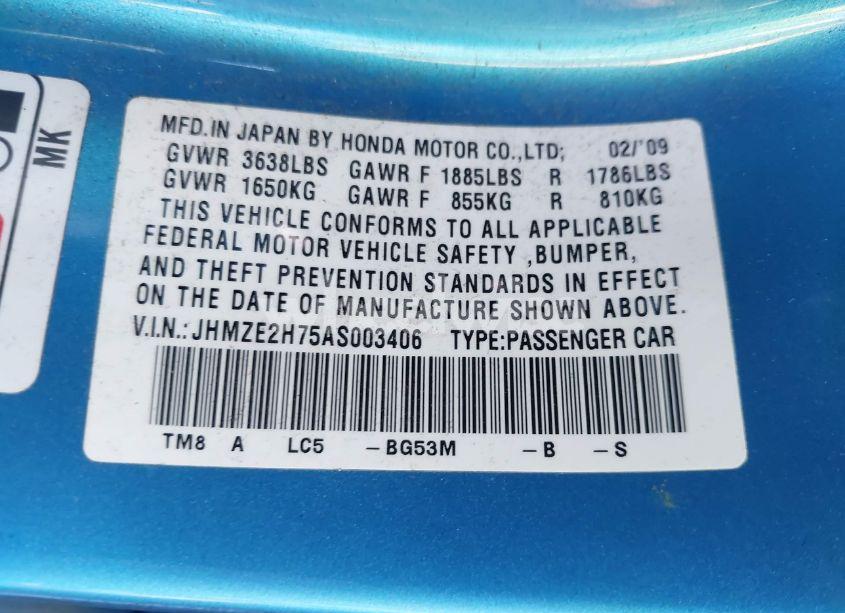 MK
MFD.IN JAPAN BY HONDA MOTOR CO.,LTD; 02/'09
GVWR 3638LBS GAWR F 1885LBS R 1786LBS
GVWR 1650KG GAWR F 855KG R 810KG
THIS VEHICLE CONFORMS TO ALL APPLICABLE
FEDERAL MOTOR VEHICLE SAFETY ,BUMPER,
AND THEFT PREVENTION STANDARDS IN EFFECT
ON THE DATE OF MANUFACTURE SHOWN ABOVE.
V.I.N.: JHMZE2H75AS003406 TYPE:PASSENGER CAR
TM8 A LC5 -BG53M -B -S